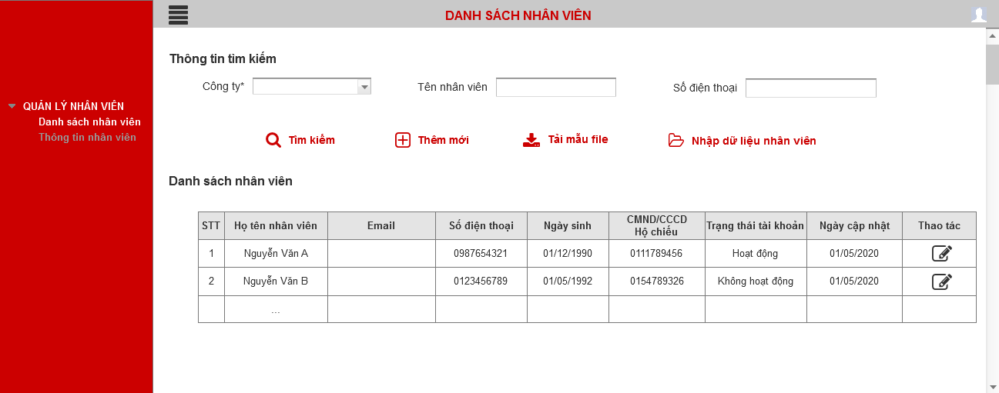 DANH SÁCH NHÂN VIÊN
QUẢN LÝ NHÂN VIÊN
Danh sách nhân viên
Thông tin nhân viên
Thông tin tìm kiếm
Công ty* Tên nhân viên Số điện thoại
Tìm kiếm Thêm mới Tải mẫu file Nhập dữ liệu nhân viên
Danh sách nhân viên
STT Họ tên nhân viên Email Số điện thoại Ngày sinh CMND/CCCD Hộ chiếu Trạng thái tài khoản Ngày cập nhật Thao tác
1 Nguyễn Văn A 0987654321 01/12/1990 0111789456 Hoạt động 01/05/2020
2 Nguyễn Văn B 0123456789 01/05/1992 0154789326 Không hoạt động 01/05/2020
...